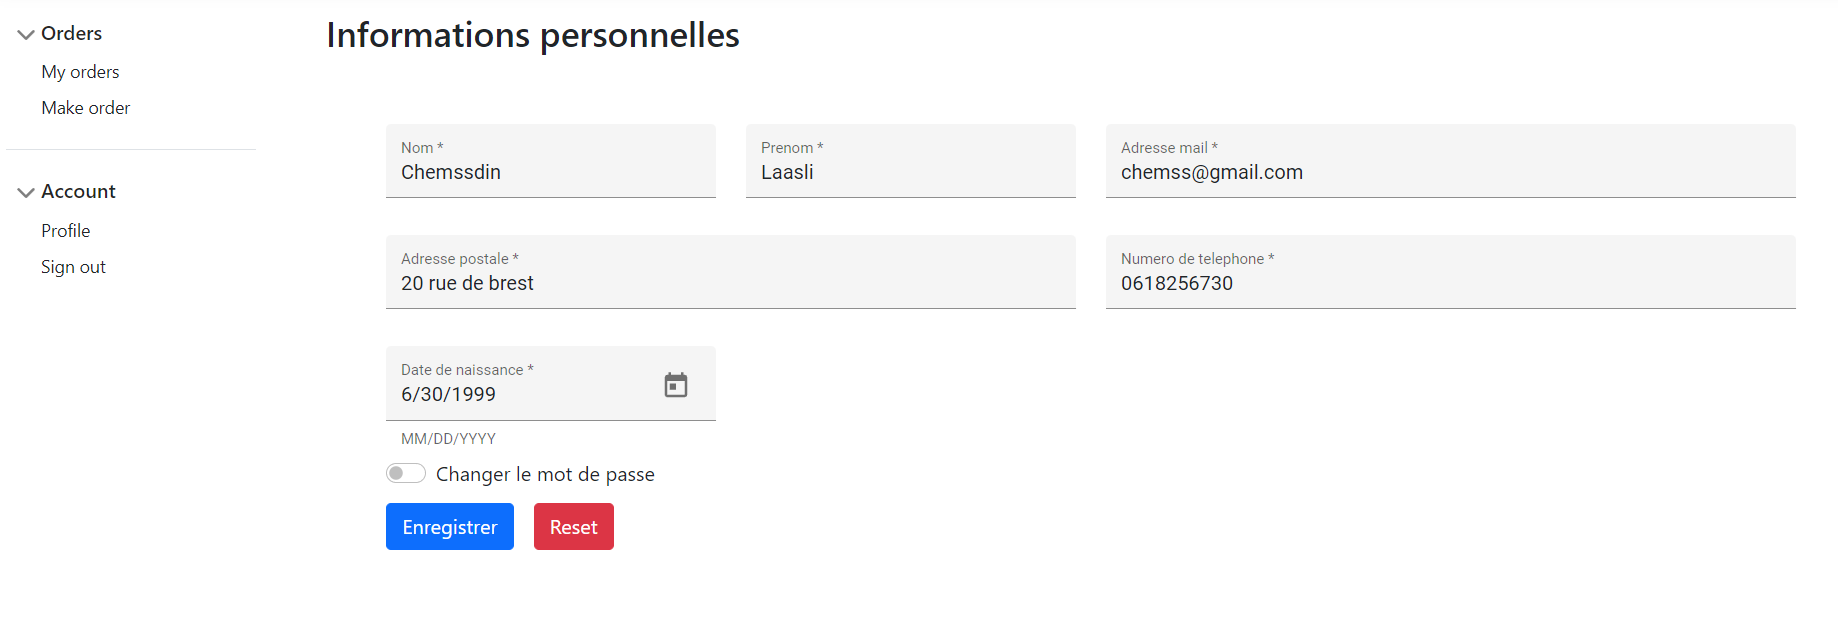 Orders
My orders
Make order
Account
Profile
Sign out
Informations personnelles
Nom *
Chemssdin
Prenom *
Laasli
Adresse mail *
chemss@gmail.com
Adresse postale *
20 rue de brest
Numero de telephone *
0618256730
Date de naissance *
6/30/1999
MM/DD/YYYY
Changer le mot de passe
Enregistrer
Reset